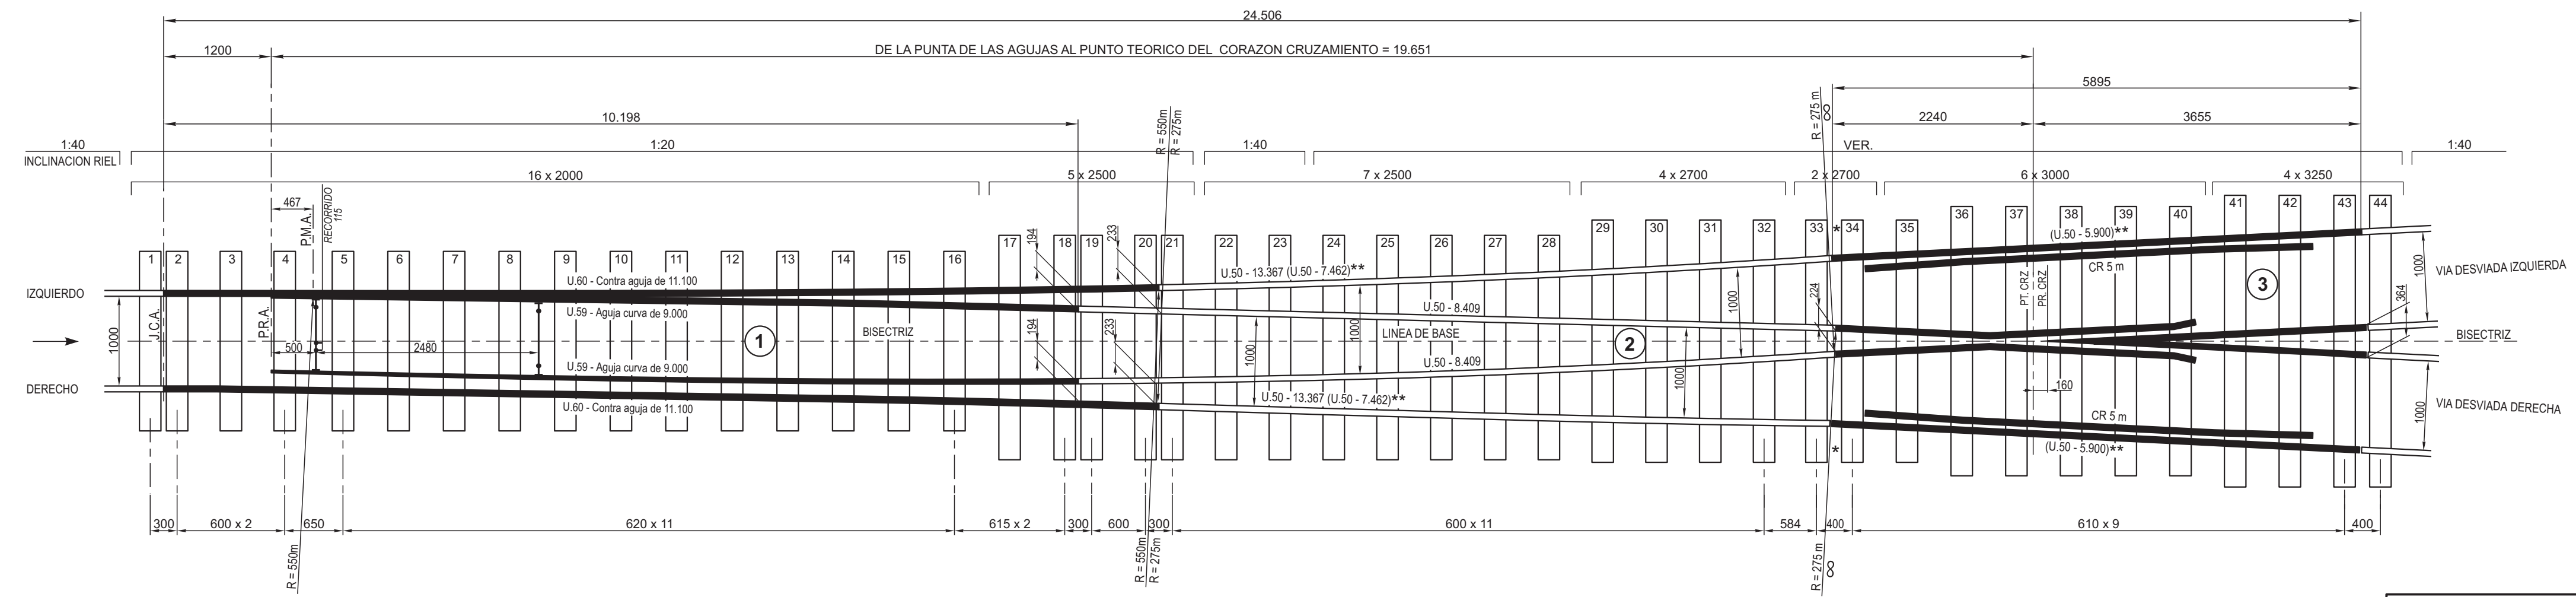 24.506
1200
DE LA PUNTA DE LAS AGUJAS AL PUNTO TEORICO DEL CORAZON CRUZAMIENTO = 19.651
5895
10.198
2240
3655
R = 550m
R = 275m
R = 275 m
∞
1:40
INCLINACION RIEL
1:20
1:40
VER.
1:40
16 x 2000
5 x 2500
7 x 2500
4 x 2700
2 x 2700
6 x 3000
4 x 3250
467
P.M.A.
RECORRIDO
115
194
233
1 2 3 4 5 6 7 8 9 10 11 12 13 14 15 16 17 18 19 20 21 22 23 24 25 26 27 28 29 30 31 32 33 34 35 36 37 38 39 40 41 42 43 44
*
(U.50 - 5.900)**
U.50 - 13.367 (U.50 - 7.462)**
CR 5 m
U.60 - Contra aguja de 11.100
IZQUIERDO
J.C.A.
P.R.A.
U.59 - Aguja curva de 9.000
U.50 - 8.409
224
PT. CRZ
PR. CRZ
3
1000
VIA DESVIADA IZQUIERDA
364
1000
1
BISECTRIZ
194
233
1000
1000
LINEA DE BASE
2
1000
1000
BISECTRIZ
500
2480
U.59 - Aguja curva de 9.000
U.50 - 8.409
DERECHO
U.60 - Contra aguja de 11.100
U.50 - 13.367 (U.50 - 7.462)**
160
CR 5 m
(U.50 - 5.900)**
*
1000
VIA DESVIADA DERECHA
300
600 x 2
650
620 x 11
615 x 2
300
600
300
600 x 11
584
400
610 x 9
400
R = 550m
R = 550m
R = 275m
R = 275 m
∞